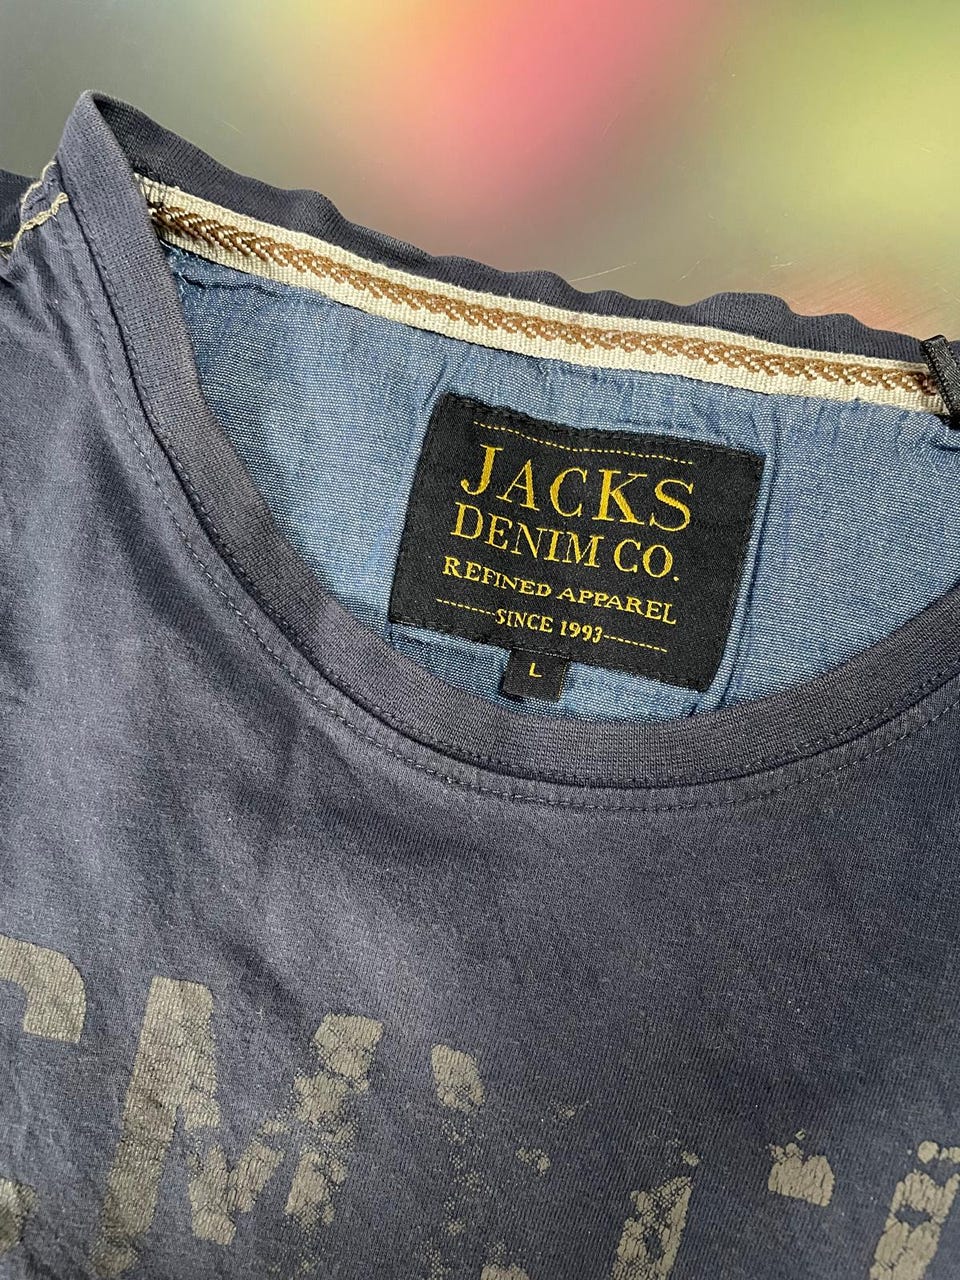 JACKS
DENIM CO.
REFINED APPAREL
SINCE 1993
L